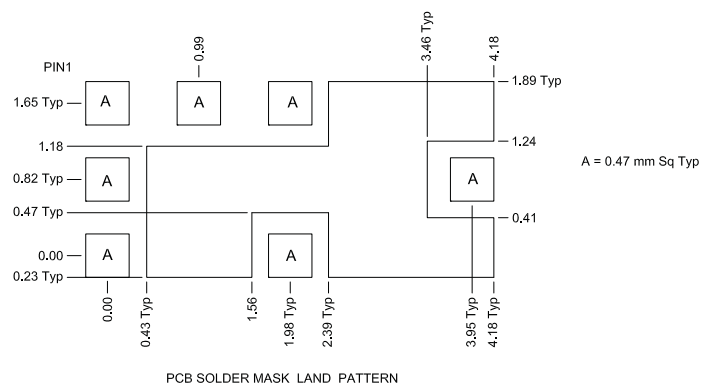 0.99
3.46 Typ
4.18
PIN1
1.89 Typ
1.65 Typ
A
A
A
1.18
1.24
A = 0.47 mm Sq Typ
0.82 Typ
A
A
0.47 Typ
0.41
0.00
A
A
0.23 Typ
0.00
0.43 Typ
1.56
1.98 Typ
2.39 Typ
3.95 Typ
4.18 Typ
PCB SOLDER MASK LAND PATTERN